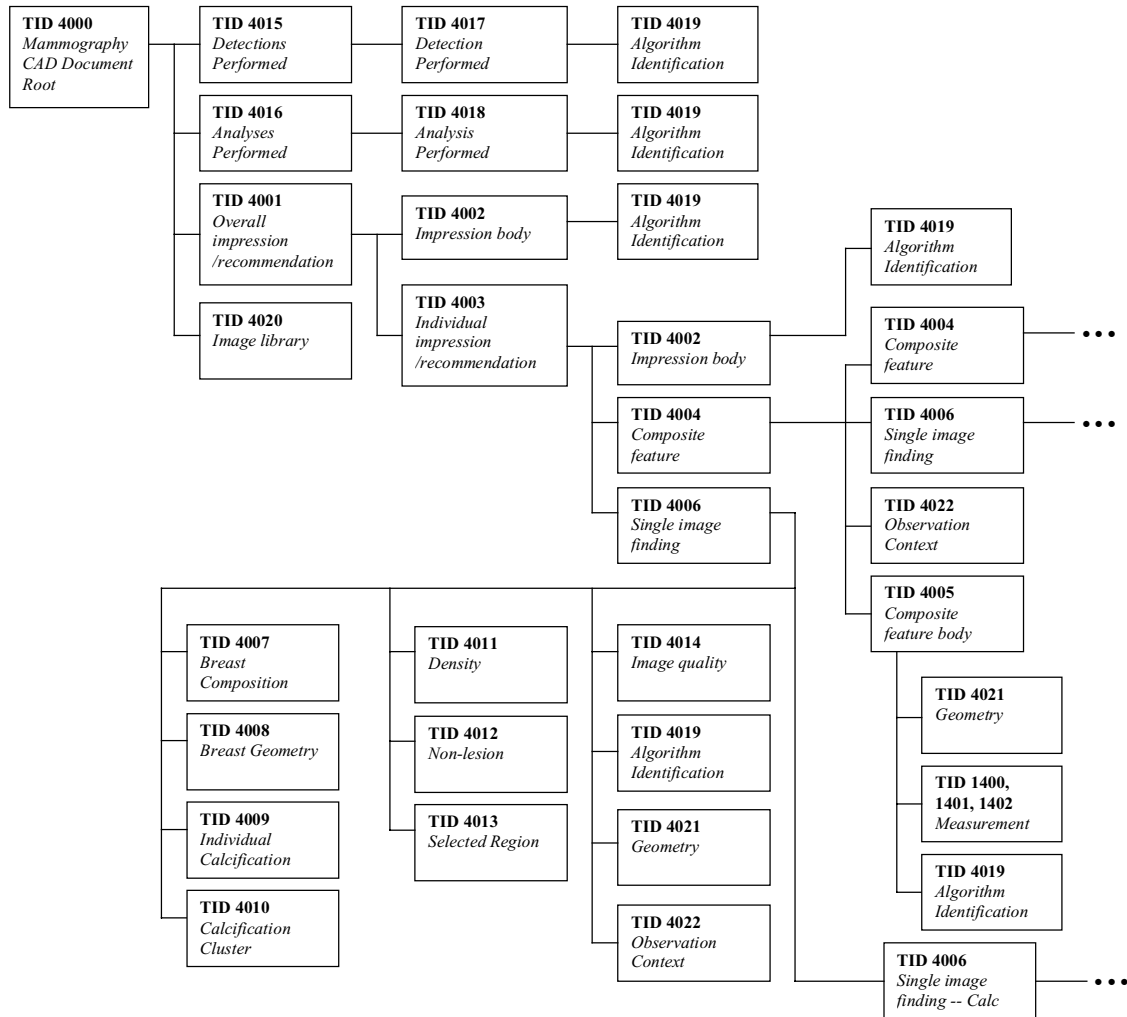 TID 4000
Mammography
CAD Document
Root
TID 4015
Detections
Performed
TID 4017
Detection
Performed
TID 4019
Algorithm
Identification
TID 4016
Analyses
Performed
TID 4018
Analysis
Performed
TID 4019
Algorithm
Identification
TID 4001
Overall
impression
/recommendation
TID 4002
Impression body
TID 4019
Algorithm
Identification
TID 4019
Algorithm
Identification
TID 4020
Image library
TID 4003
Individual
impression
/recommendation
TID 4002
Impression body
TID 4004
Composite
feature
•••
TID 4004
Composite
feature
TID 4006
Single image
finding
•••
TID 4006
Single image
finding
TID 4022
Observation
Context
TID 4005
Composite
feature body
TID 4007
Breast
Composition
TID 4011
Density
TID 4014
Image quality
TID 4021
Geometry
TID 4008
Breast Geometry
TID 4012
Non-lesion
TID 4019
Algorithm
Identification
TID 1400,
1401, 1402
Measurement
TID 4009
Individual
Calcification
TID 4013
Selected Region
TID 4021
Geometry
TID 4019
Algorithm
Identification
TID 4010
Calcification
Cluster
TID 4022
Observation
Context
TID 4006
Single image
finding -- Calc
•••